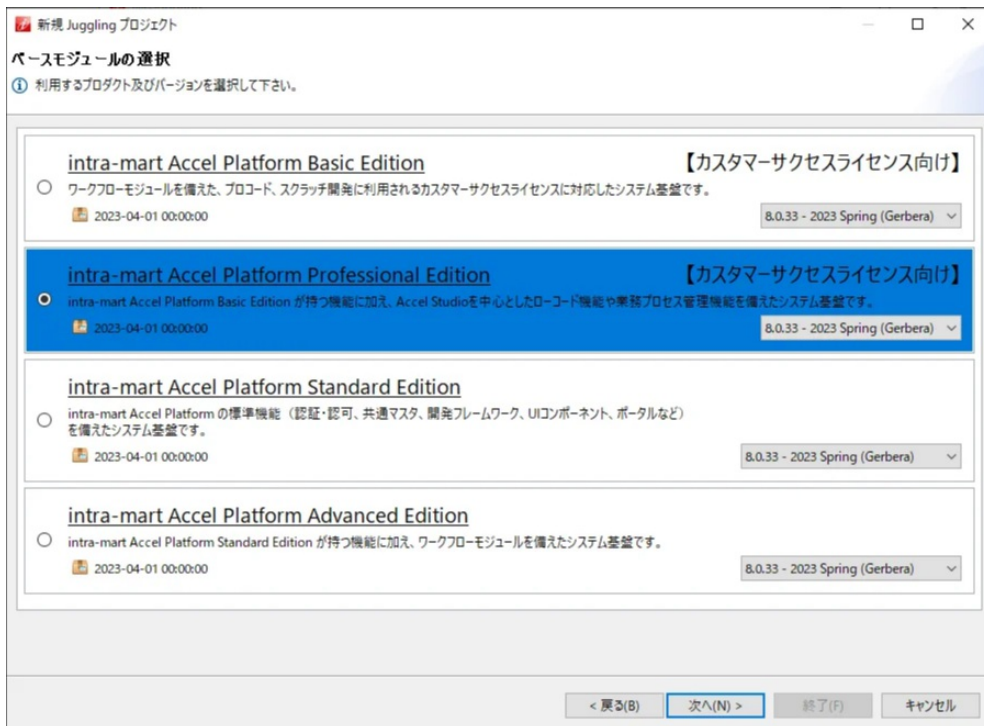 新規 Juggling プロジェクト
ベースモジュールの選択
利用するプロダクト及びバージョンを選択して下さい。
intra-mart Accel Platform Basic Edition 【カスタマーサクセスライセンス向け】
ワークフローモジュールを備えた、プロコード、スクラッチ開発に利用されるカスタマーサクセスライセンスに対応したシステム基盤です。
2023-04-01 00:00:00 8.0.33 - 2023 Spring (Gerbera)
intra-mart Accel Platform Professional Edition 【カスタマーサクセスライセンス向け】
intra-mart Accel Platform Basic Edition が持つ機能に加え、Accel Studioを中心としたローコード機能や業務プロセス管理機能を備えたシステム基盤です。
2023-04-01 00:00:00 8.0.33 - 2023 Spring (Gerbera)
intra-mart Accel Platform Standard Edition
intra-mart Accel Platform の標準機能（認証・認可、共通マスタ、開発フレームワーク、UIコンポーネント、ポータルなど）
を備えたシステム基盤です。
2023-04-01 00:00:00 8.0.33 - 2023 Spring (Gerbera)
intra-mart Accel Platform Advanced Edition
intra-mart Accel Platform Standard Edition が持つ機能に加え、ワークフローモジュールを備えたシステム基盤です。
2023-04-01 00:00:00 8.0.33 - 2023 Spring (Gerbera)
< 戻る(B) 次へ(N) > 終了(F) キャンセル